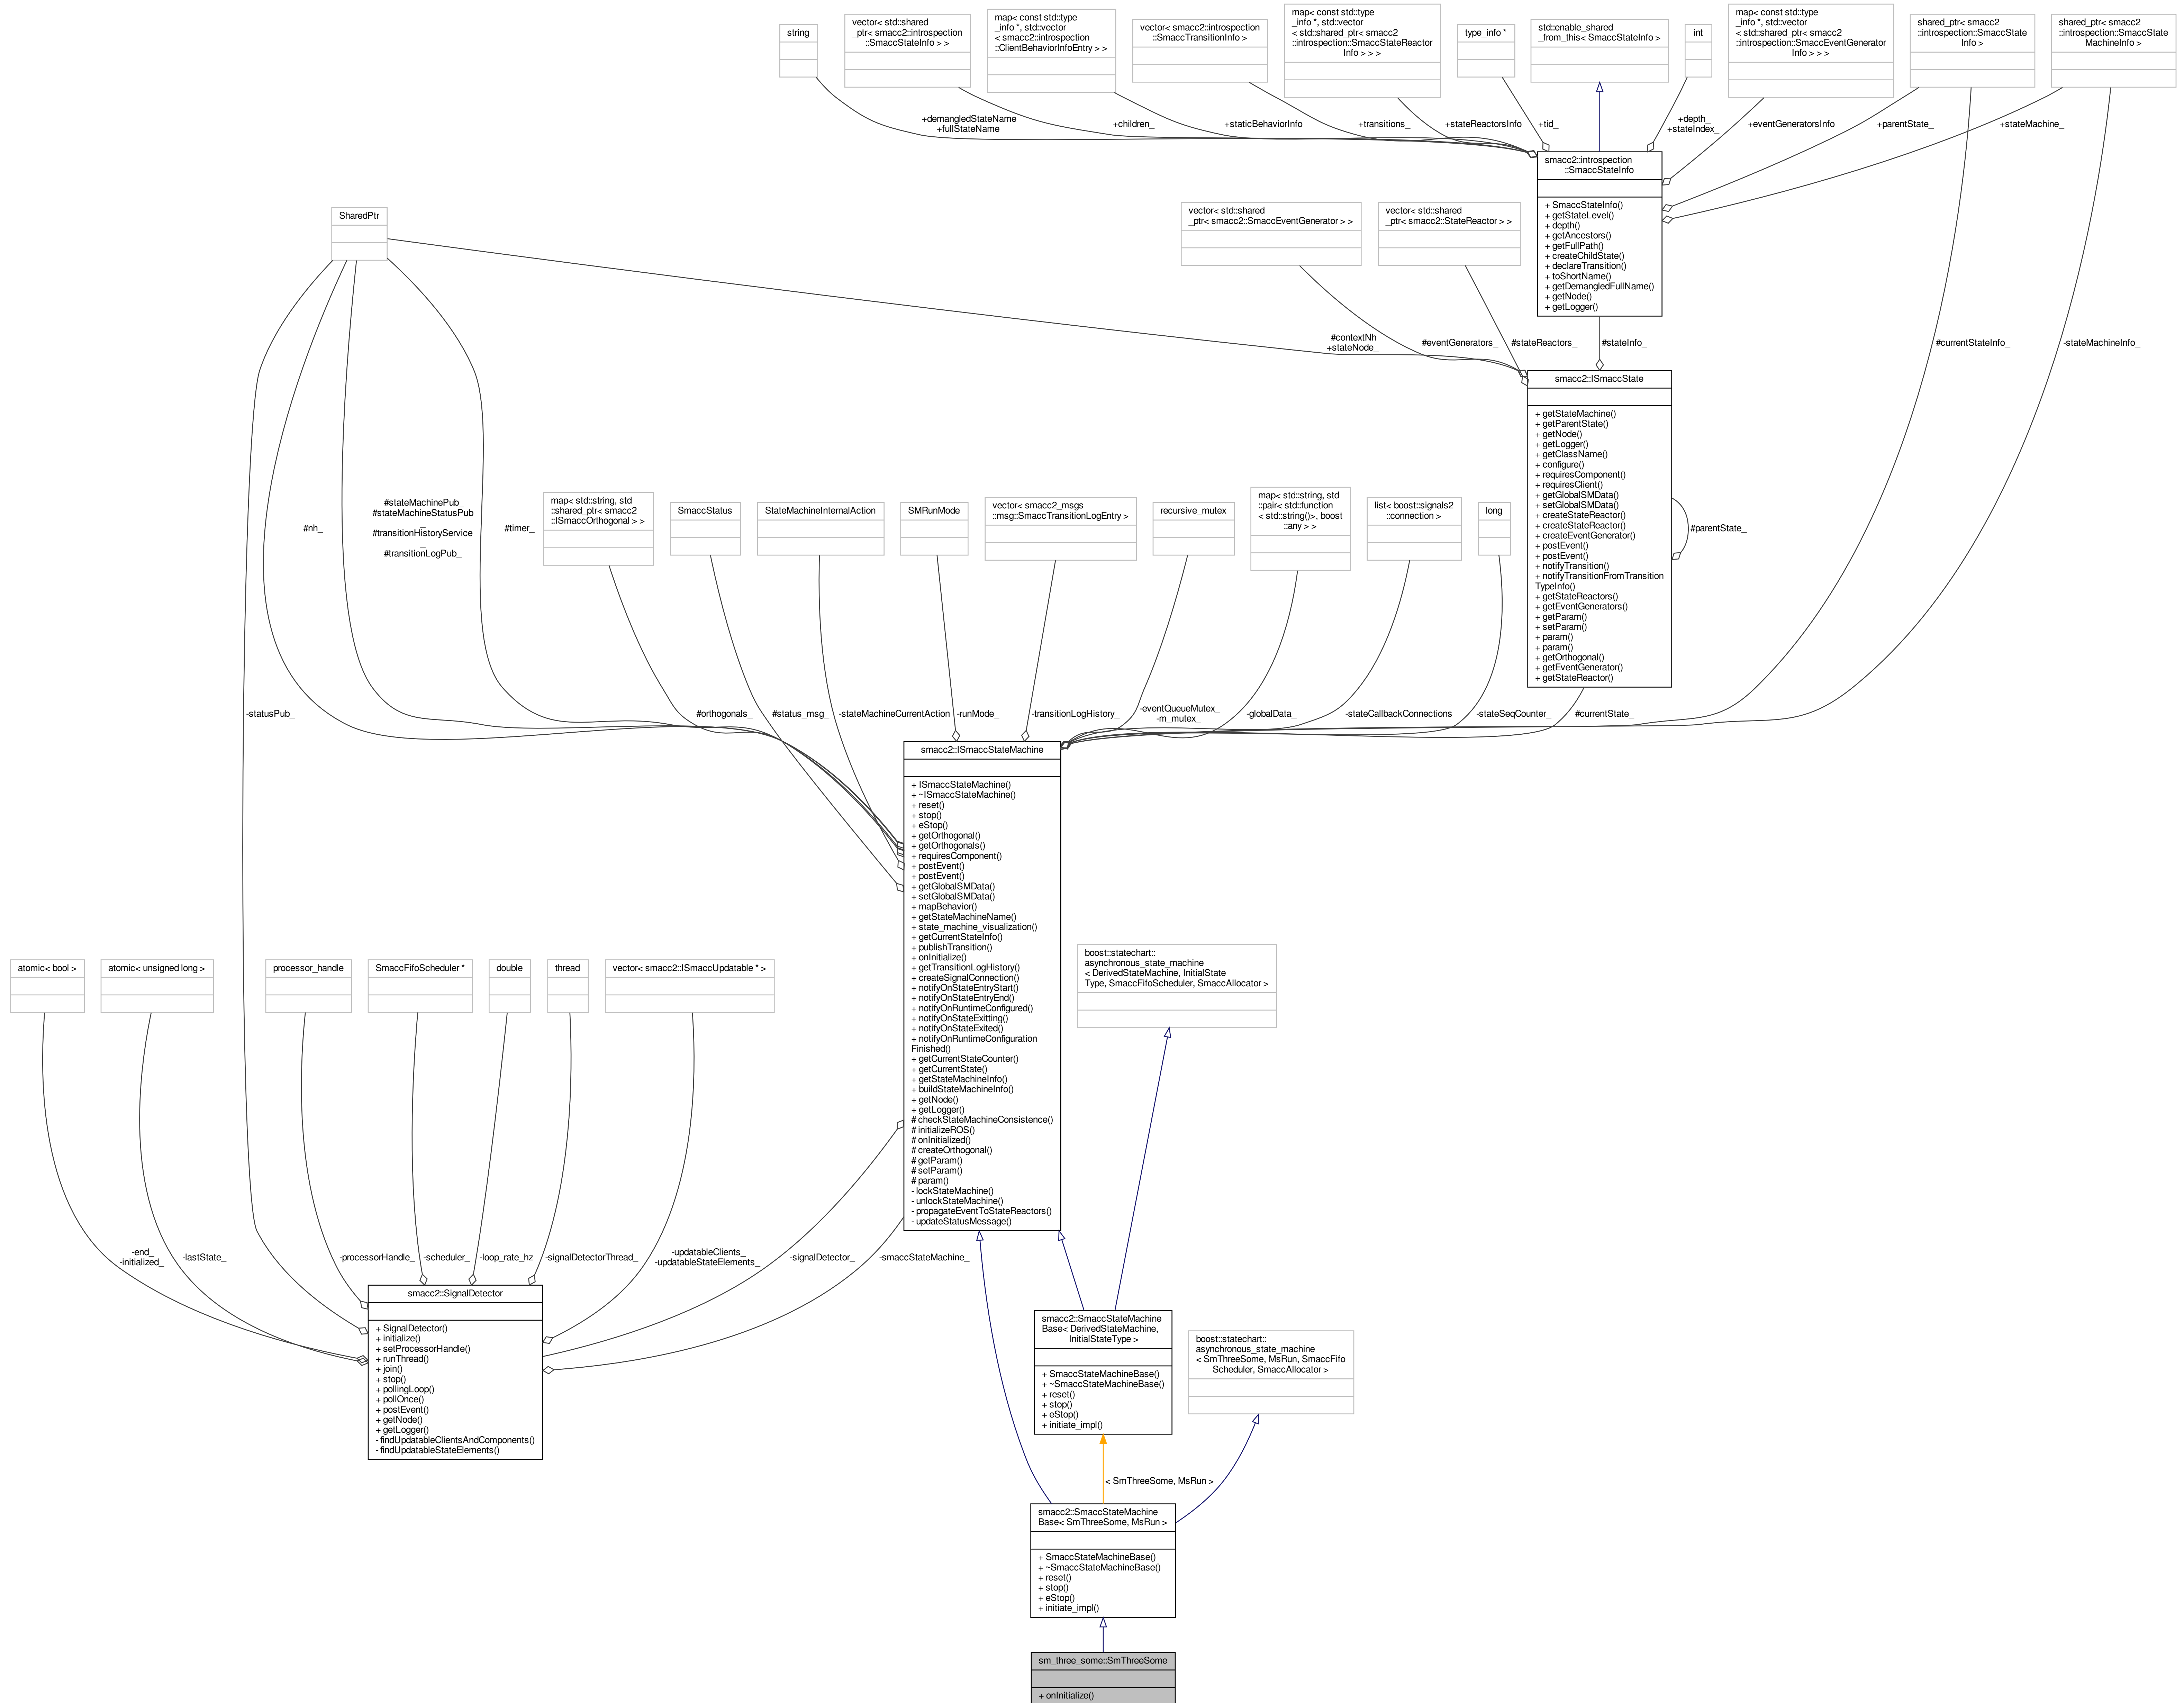 string
vector< std::shared
_ptr< smacc2::introspection
::SmaccStateInfo > >
map< const std::type
_info *, std::vector
< smacc2::introspection
::ClientBehaviorInfoEntry > >
vector< smacc2::introspection
::SmaccTransitionInfo >
map< const std::type
_info *, std::vector
< std::shared_ptr< smacc2
::introspection::SmaccStateReactor
Info > > >
type_info *
std::enable_shared
_from_this< SmaccStateInfo >
int
map< const std::type
_info *, std::vector
< std::shared_ptr< smacc2
::introspection::SmaccEventGenerator
Info > > >
shared_ptr< smacc2
::introspection::SmaccState
Info >
shared_ptr< smacc2
::introspection::SmaccState
MachineInfo >
+demangledStateName
+fullStateName
+children_
+staticBehaviorInfo
+transitions_
+stateReactorsInfo
+tid_
+depth_
+stateIndex_
+eventGeneratorsInfo
+parentState_
+stateMachine_
smacc2::introspection
::SmaccStateInfo
+ SmaccStateInfo()
+ getStateLevel()
+ depth()
+ getAncestors()
+ getFullPath()
+ createChildState()
+ declareTransition()
+ toShortName()
+ getDemangledFullName()
+ getNode()
+ getLogger()
SharedPtr
vector< std::shared
_ptr< smacc2::SmaccEventGenerator > >
vector< std::shared
_ptr< smacc2::StateReactor > >
#contextNh
+stateNode_
#eventGenerators_
#stateReactors_
#stateInfo_
#currentStateInfo_
-stateMachineInfo_
smacc2::ISmaccState
+ getStateMachine()
+ getParentState()
+ getNode()
+ getLogger()
+ getClassName()
+ configure()
+ requiresComponent()
+ requiresClient()
+ getGlobalSMData()
+ setGlobalSMData()
+ createStateReactor()
+ createStateReactor()
+ createEventGenerator()
+ postEvent()
+ postEvent()
+ notifyTransition()
+ notifyTransitionFromTransition
TypeInfo()
+ getStateReactors()
+ getEventGenerators()
+ getParam()
+ setParam()
+ param()
+ param()
+ getOrthogonal()
+ getEventGenerator()
+ getStateReactor()
#parentState_
#nh_
#stateMachinePub_
#stateMachineStatusPub
_
#transitionHistoryService
_
#transitionLogPub_
#timer_
map< std::string, std
::shared_ptr< smacc2
::ISmaccOrthogonal > >
SmaccStatus
StateMachineInternalAction
SMRunMode
vector< smacc2_msgs
::msg::SmaccTransitionLogEntry >
recursive_mutex
map< std::string, std
::pair< std::function
< std::string()>, boost
::any > >
list< boost::signals2
::connection >
long
-statusPub_
#orthogonals_
#status_msg_
-stateMachineCurrentAction
-runMode_
-transitionLogHistory_
-eventQueueMutex_
-m_mutex_
-globalData_
-stateCallbackConnections
-stateSeqCounter_
#currentState_
smacc2::ISmaccStateMachine
+ ISmaccStateMachine()
+ ~ISmaccStateMachine()
+ reset()
+ stop()
+ eStop()
+ getOrthogonal()
+ getOrthogonals()
+ requiresComponent()
+ postEvent()
+ postEvent()
+ getGlobalSMData()
+ setGlobalSMData()
+ mapBehavior()
+ getStateMachineName()
+ state_machine_visualization()
+ getCurrentStateInfo()
+ publishTransition()
+ onInitialize()
+ getTransitionLogHistory()
+ createSignalConnection()
+ notifyOnStateEntryStart()
+ notifyOnStateEntryEnd()
+ notifyOnRuntimeConfigured()
+ notifyOnStateExitting()
+ notifyOnStateExited()
+ notifyOnRuntimeConfiguration
Finished()
+ getCurrentStateCounter()
+ getCurrentState()
+ getStateMachineInfo()
+ buildStateMachineInfo()
+ getNode()
+ getLogger()
# checkStateMachineConsistence()
# initializeROS()
# onInitialized()
# createOrthogonal()
# getParam()
# setParam()
# param()
- lockStateMachine()
- unlockStateMachine()
- propagateEventToStateReactors()
- updateStatusMessage()
atomic< bool >
atomic< unsigned long >
processor_handle
SmaccFifoScheduler *
double
thread
vector< smacc2::ISmaccUpdatable * >
boost::statechart::
asynchronous_state_machine
< DerivedStateMachine, InitialState
Type, SmaccFifoScheduler, SmaccAllocator >
-end_
-initialized_
-lastState_
-processorHandle_
-scheduler_
-loop_rate_hz
-signalDetectorThread_
-updatableClients_
-updatableStateElements_
-signalDetector_
-smaccStateMachine_
smacc2::SignalDetector
+ SignalDetector()
+ initialize()
+ setProcessorHandle()
+ runThread()
+ join()
+ stop()
+ pollingLoop()
+ pollOnce()
+ postEvent()
+ getNode()
+ getLogger()
- findUpdatableClientsAndComponents()
- findUpdatableStateElements()
smacc2::SmaccStateMachine
Base< DerivedStateMachine,
InitialStateType >
+ SmaccStateMachineBase()
+ ~SmaccStateMachineBase()
+ reset()
+ stop()
+ eStop()
+ initiate_impl()
boost::statechart::
asynchronous_state_machine
< SmThreeSome, MsRun, SmaccFifo
Scheduler, SmaccAllocator >
< SmThreeSome, MsRun >
smacc2::SmaccStateMachine
Base< SmThreeSome, MsRun >
+ SmaccStateMachineBase()
+ ~SmaccStateMachineBase()
+ reset()
+ stop()
+ eStop()
+ initiate_impl()
sm_three_some::SmThreeSome
+ onInitialize()